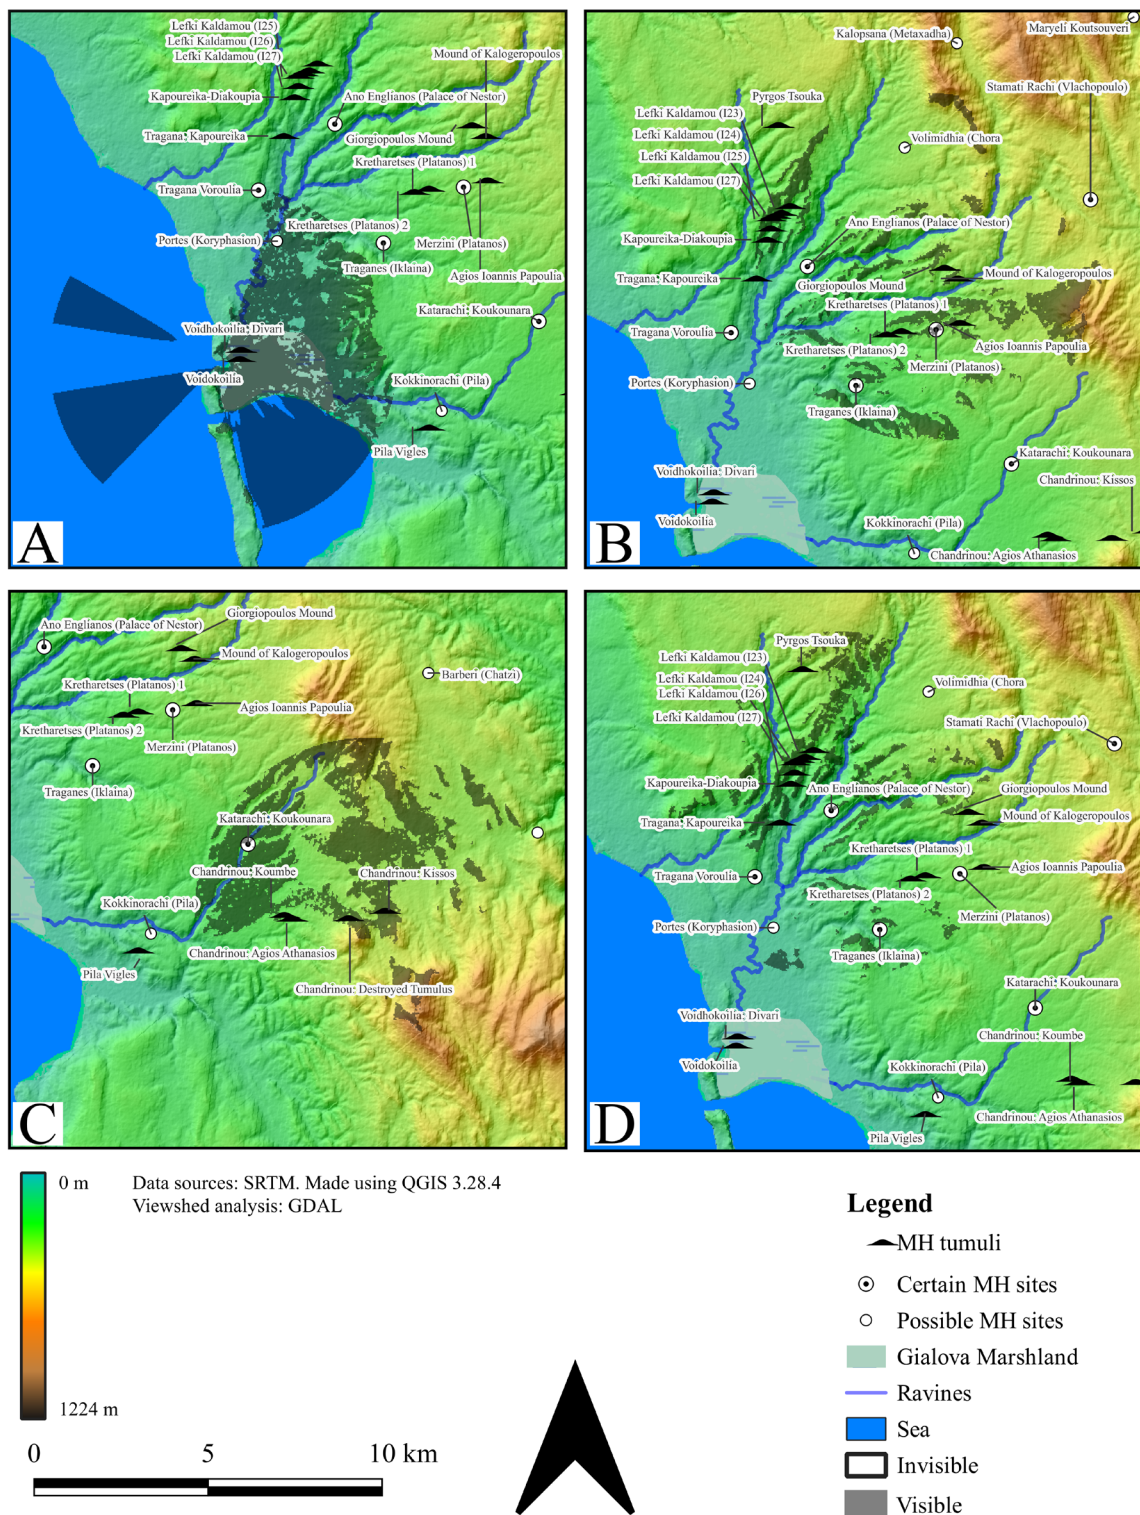 Lefki Kaldamou (I25)
Lefki Kaldamou (I26)
Lefki Kaldamou (I27)
Mound of Kalogeropoulos
Kapoureika-Diakoupia
Ano Englianos (Palace of Nestor)
Tragana: Kapoureika
Giorgiopoulos Mound
Kretharetses (Platanos) 1
Tragana Voroulia
Kretharetses (Platanos) 2
Portes (Koryphasion)
Merzini (Platanos)
Traganes (Iklaina)
Agios Ioannis Papoulia
Katarachi: Koukounara
Voidhokoilia: Divari
Voidokoilia
Kokkinorachi (Pila)
Pila Vigles
A
Maryeli Koutsouveri
Kalopsana (Metaxadha)
Stamati Rachi (Vlachopoulo)
Pyrgos Tsouka
Lefki Kaldamou (I23)
Lefki Kaldamou (I24)
Volimidhia (Chora
Lefki Kaldamou (I25)
Lefki Kaldamou (I27)
Ano Englianos (Palace of Nestor)
Kapoureika-Diakoupia
Tragana: Kapoureika
Mound of Kalogeropoulos
Giorgiopoulos Mound
Kretharetses (Platanos) 1
Tragana Voroulia
Agios Ioannis Papoulia
Kretharetses (Platanos) 2
Merzini (Platanos)
Portes (Koryphasion)
Traganes (Iklaina)
Katarachi: Koukounara
Voidhokoilia: Divari
Chandrinou: Kissos
Voidokoilia
Kokkinorachi (Pila)
Chandrinou: Agios Athanasios
B
Giorgiopoulos Mound
Ano Englianos (Palace of Nestor)
Mound of Kalogeropoulos
Barberi (Chatzi)
Kretharetses (Platanos) 1
Agios Ioannis Papoulia
Kretharetses (Platanos) 2
Merzini (Platanos)
Traganes (Iklaina)
Katarachi: Koukounara
Chandrinou: Koumbe
Chandrinou: Kissos
Kokkinorachi (Pila)
Chandrinou: Agios Athanasios
Pila Vigles
Chandrinou: Destroyed Tumulus
C
Pyrgos Tsouka
Lefki Kaldamou (I23)
Lefki Kaldamou (I24)
Volimidhia (Chora
Lefki Kaldamou (I26)
Lefki Kaldamou (I27)
Stamati Rachi (Vlachopoulo)
Kapoureika-Diakoupia
Ano Englianos (Palace of Nestor)
Giorgiopoulos Mound
Tragana: Kapoureika
Mound of Kalogeropoulos
Kretharetses (Platanos) 1
Agios Ioannis Papoulia
Tragana Voroulia
Kretharetses (Platanos) 2
Merzini (Platanos)
Portes (Koryphasion)
Traganes (Iklaina)
Katarachi: Koukounara
Voidhokoilia: Divari
Chandrinou: Koumbe
Voidokoilia
Kokkinorachi (Pila)
Chandrinou: Agios Athanasios
Pila Vigles
D
0 m
1224 m
Data sources: SRTM. Made using QGIS 3.28.4
Viewshed analysis: GDAL
0 5 10 km
Legend
MH tumuli
Certain MH sites
Possible MH sites
Gialova Marshland
Ravines
Sea
Invisible
Visible